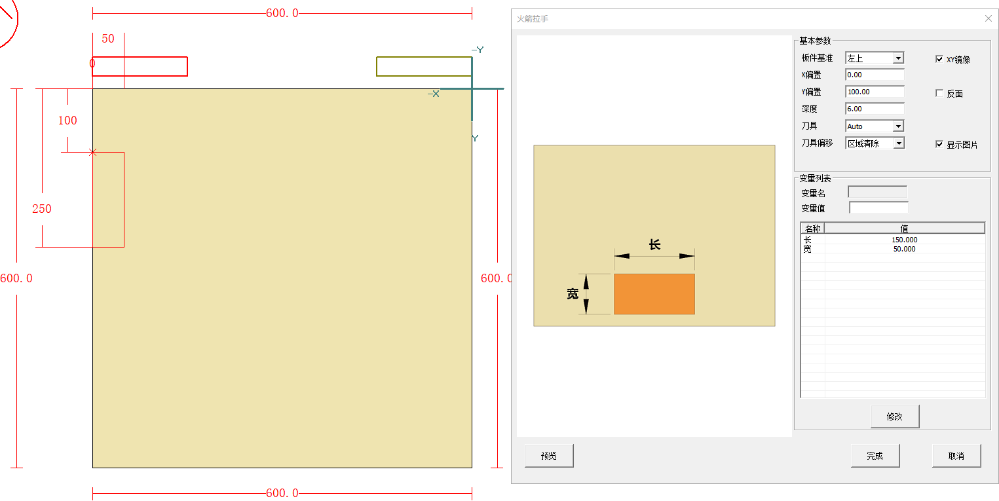 600.0
50
0
-Y
-X
100
Y
250
600.0
600.0
600.0
火箭拉手
长
宽
基本参数
板件基准 左上 XY镜像
X偏置 0.00
Y偏置 100.00 反面
深度 6.00
刀具 Auto
刀具偏移 区域清除 显示图片
变量列表
变量名
变量值
名称 值
长 150.000
宽 50.000
修改
预览 完成 取消